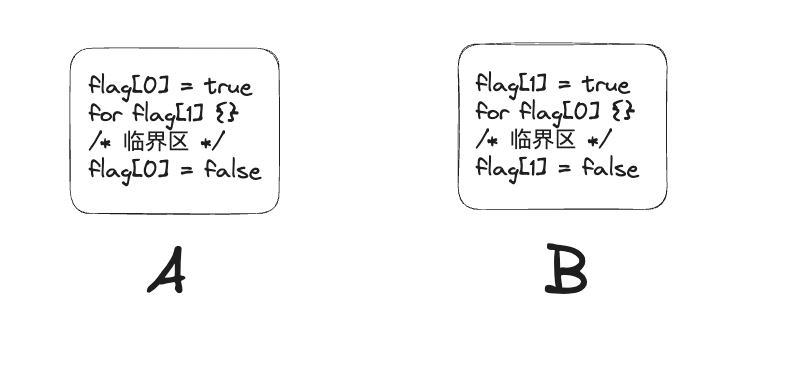 flag[0] = true
for flag[1] {}
/* 临界区 */
flag[0] = false
A
flag[1] = true
for flag[0] {}
/* 临界区 */
flag[1] = false
B